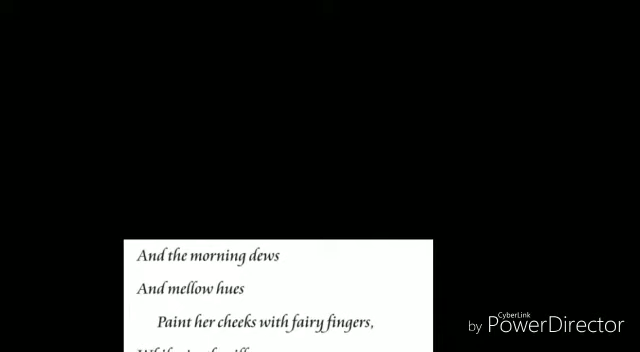 And the morning dews
And mellow hues
Paint her cheeks with fairy fingers,
CyberLink
by PowerDirector